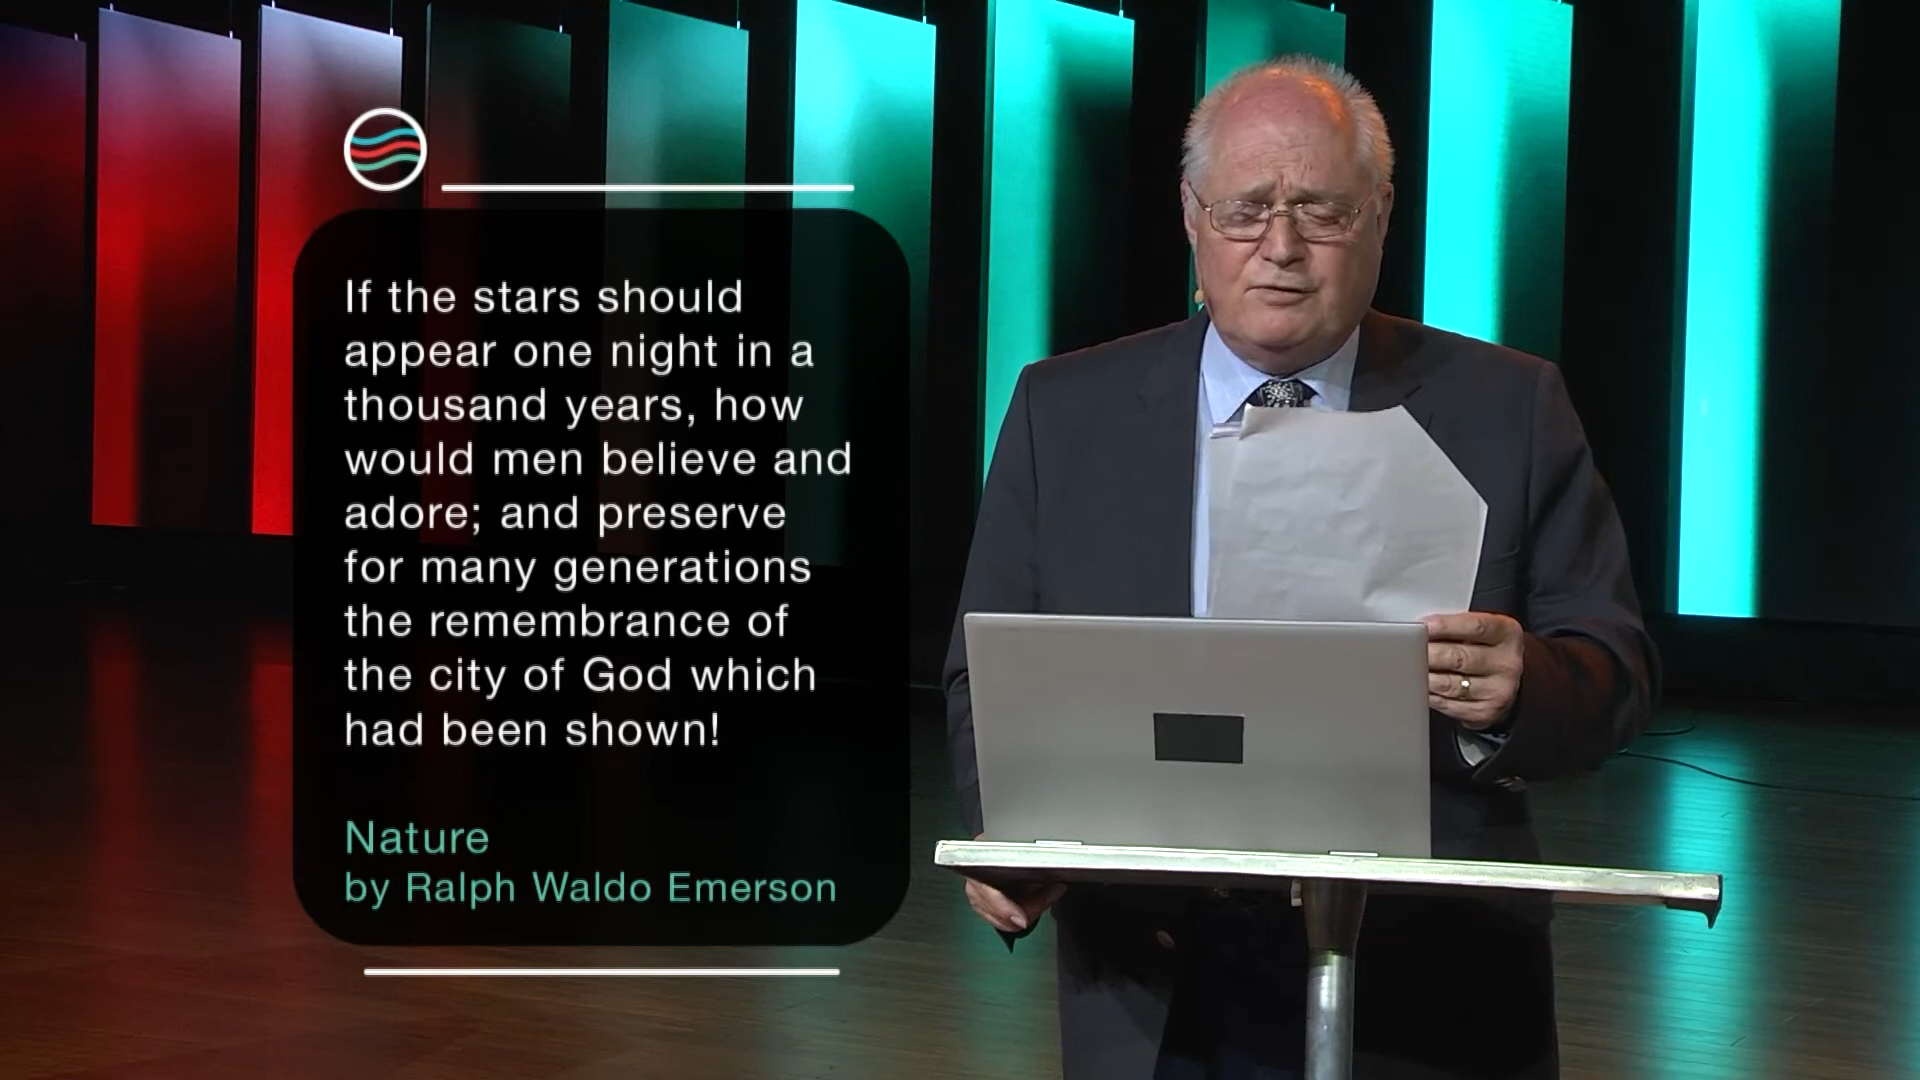 If the stars should
appear one night in a
thousand years, how
would men believe and
adore; and preserve
for many generations
the remembrance of
the city of God which
had been shown!
Nature
by Ralph Waldo Emerson